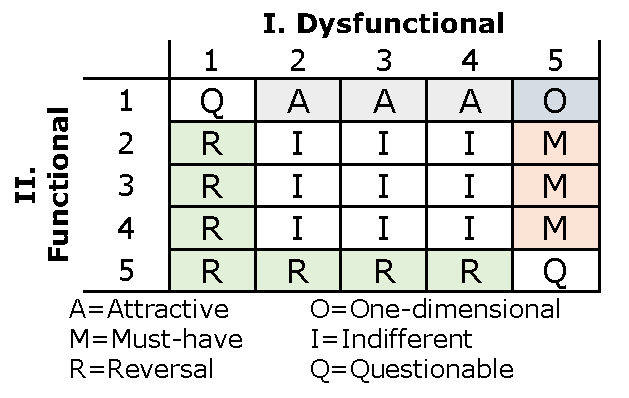 I. Dysfunctional
1 2 3 4 5
II. Functional
1 Q A A A O
2 R I I I M
3 R I I I M
4 R I I I M
5 R R R R Q
A=Attractive O=One-dimensional
M=Must-have I=Indifferent
R=Reversal Q=Questionable